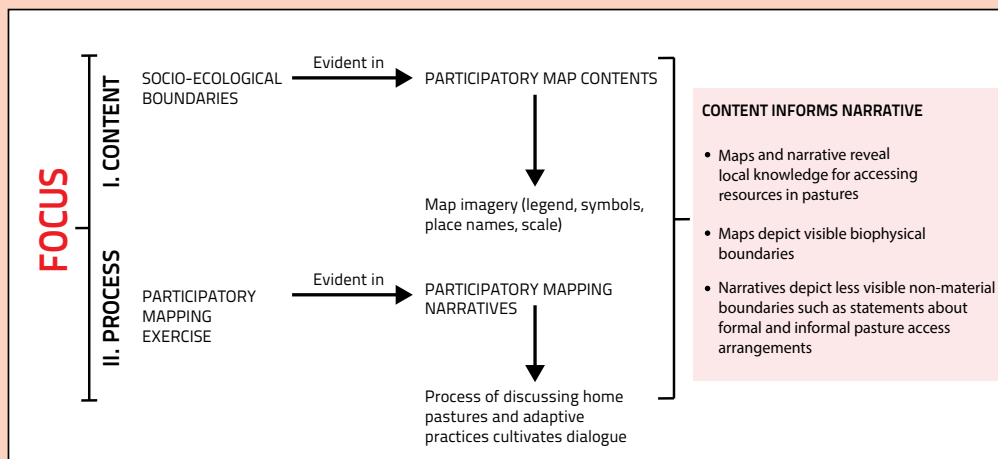 FOCUS
I. CONTENT
SOCIO-ECOLOGICAL
BOUNDARIES
Evident in
PARTICIPATORY MAP CONTENTS
Map imagery (legend, symbols,
place names, scale)
II. PROCESS
PARTICIPATORY
MAPPING
EXERCISE
Evident in
PARTICIPATORY MAPPING
NARRATIVES
Process of discussing home
pastures and adaptive
practices cultivates dialogue
CONTENT INFORMS NARRATIVE
• Maps and narrative reveal
local knowledge for accessing
resources in pastures
• Maps depict visible biophysical
boundaries
• Narratives depict less visible non-material
boundaries such as statements about
formal and informal pasture access
arrangements